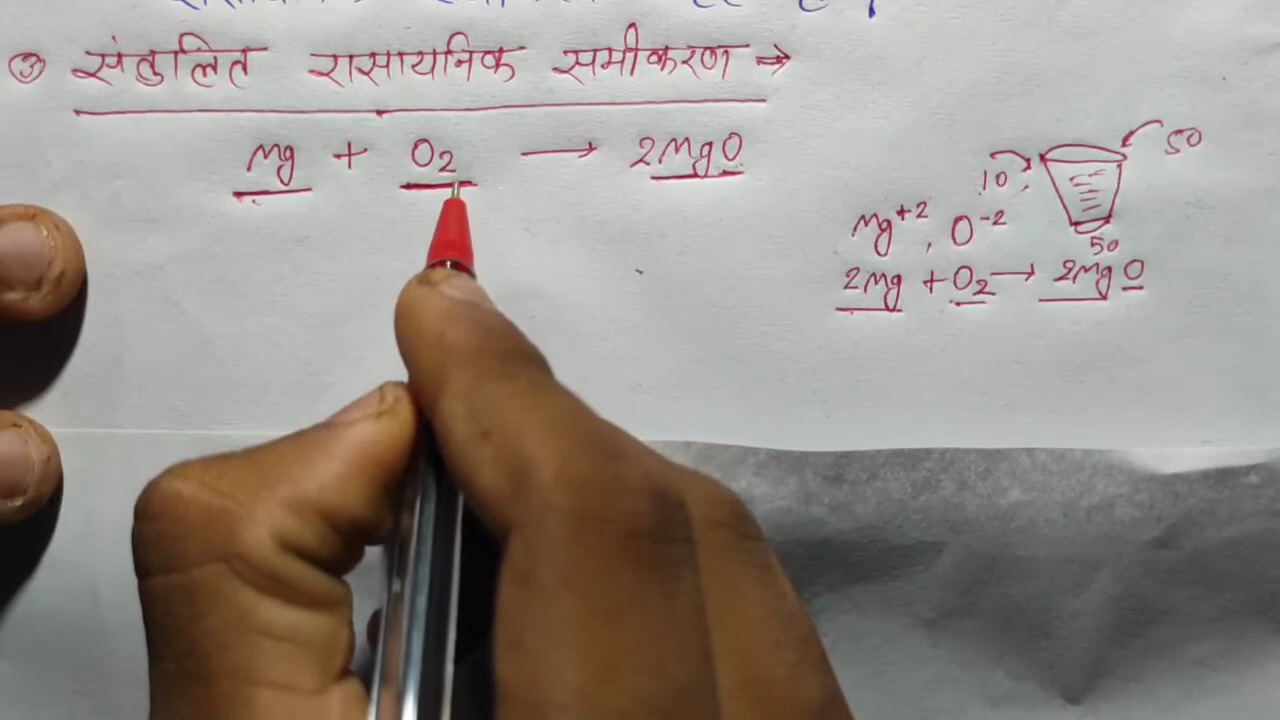 ③ संतुलित रासायनिक समीकरण →
Mg + O₂ → 2MgO
50
10
50
Mg⁺², O⁻²
2Mg + O₂ → 2MgO